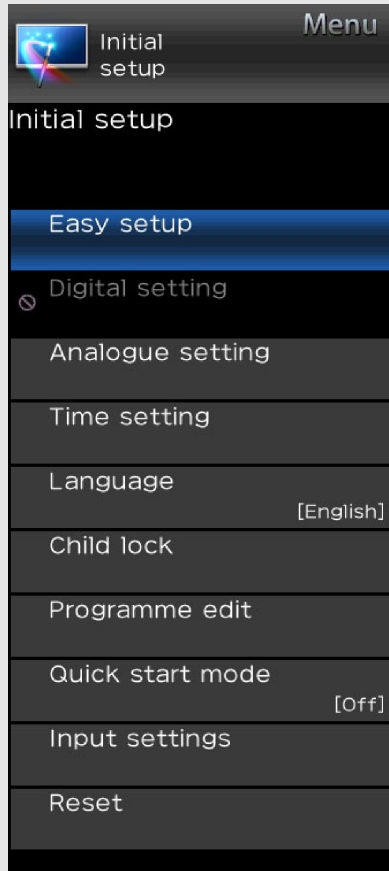 Menu
Initial
setup
Initial setup
Easy setup
Digital setting
Analogue setting
Time setting
Language
[English]
Child lock
Programme edit
Quick start mode
[Off]
Input settings
Reset